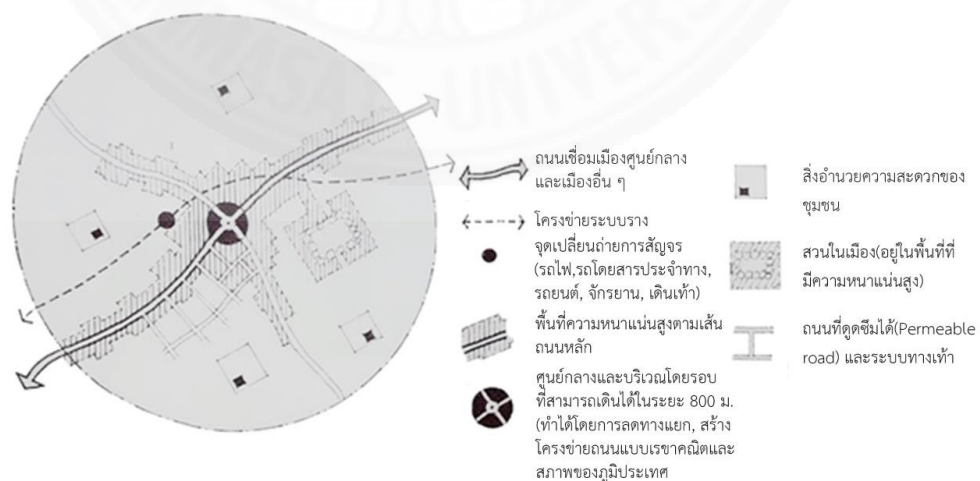 MASAT UNIVERS
ถนนเชื่อมเมืองศูนย์กลาง
และเมืองอื่น ๆ
โครงข่ายระบบราง
จุดเปลี่ยนถ่ายการสัญจร
(รถไฟ,รถโดยสารประจำทาง,
รถยนต์, จักรยาน, เดินเท้า)
พื้นที่ความหนาแน่นสูงตามเส้น
ถนนหลัก
ศูนย์กลางและบริเวณโดยรอบ
ที่สามารถเดินได้ในระยะ 800 ม.
(ทำได้โดยการลดทางแยก, สร้าง
โครงข่ายถนนแบบเรขาคณิตและ
สภาพของภูมิประเทศ
สิ่งอำนวยความสะดวกของ
ชุมชน
สวนในเมือง(อยู่ในพื้นที่ที่
มีความหนาแน่นสูง)
ถนนที่ดูดซึมได้(Permeable
road) และระบบทางเท้า